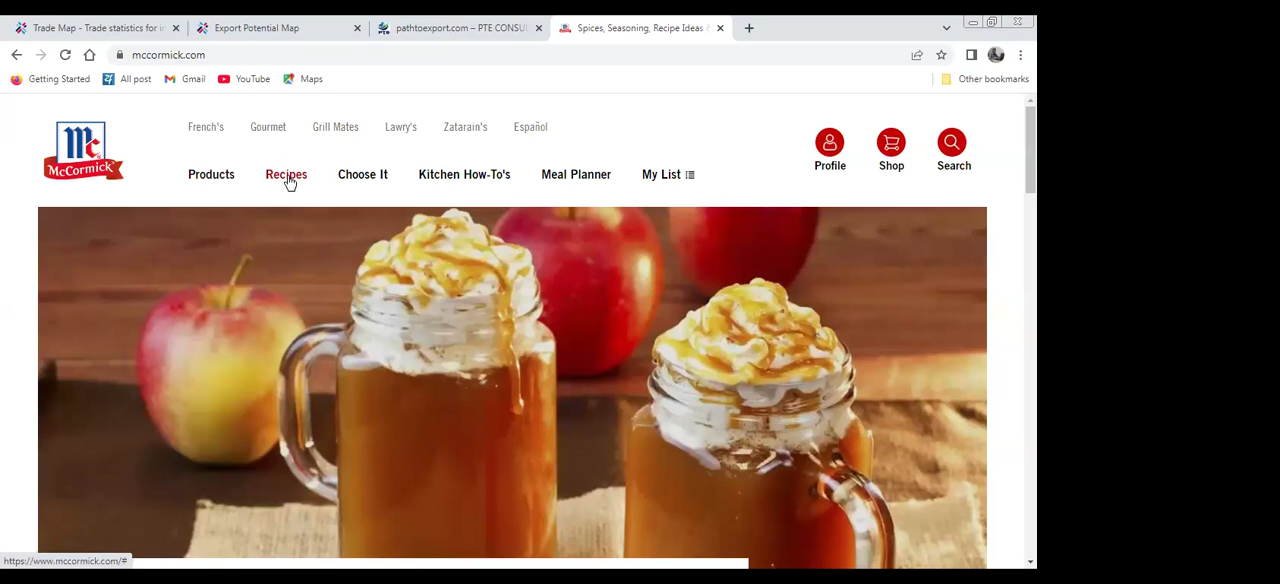 Trade Map - Trade statistics for in
Export Potential Map
pathtoexport.com – PTE CONSU
Spices, Seasoning, Recipe Ideas
mccormick.com
Getting Started
All post
Gmail
YouTube
Maps
Other bookmarks
French's
Gourmet
Grill Mates
Lawry's
Zatarain's
Español
Mc
McCormick
Products
Recipes
Choose It
Kitchen How-To's
Meal Planner
My List
Profile
Shop
Search
https://www.mccormick.com/#